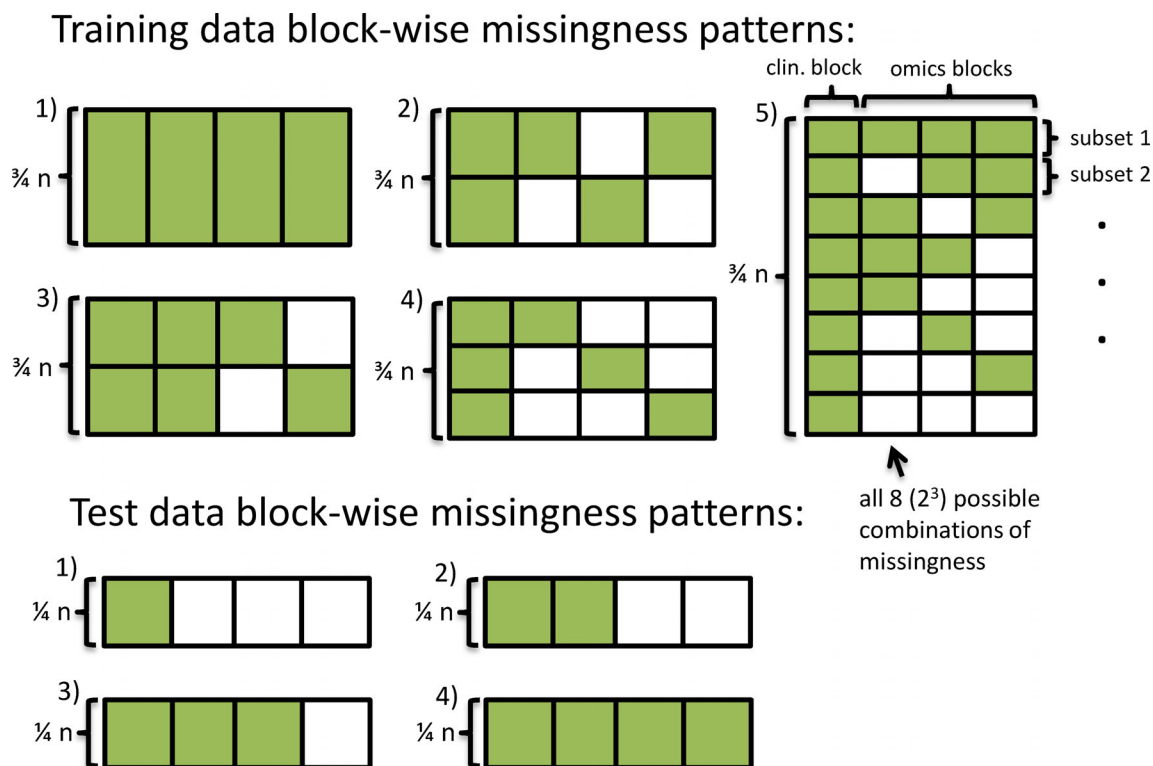 Training data block-wise missingness patterns:
clin. block
omics blocks
1)
¾ n
2)
¾ n
5)
¾ n
subset 1
subset 2
3)
¾ n
4)
¾ n
all 8 (2³) possible
combinations of
missingness
Test data block-wise missingness patterns:
1)
¼ n
2)
¼ n
3)
¼ n
4)
¼ n